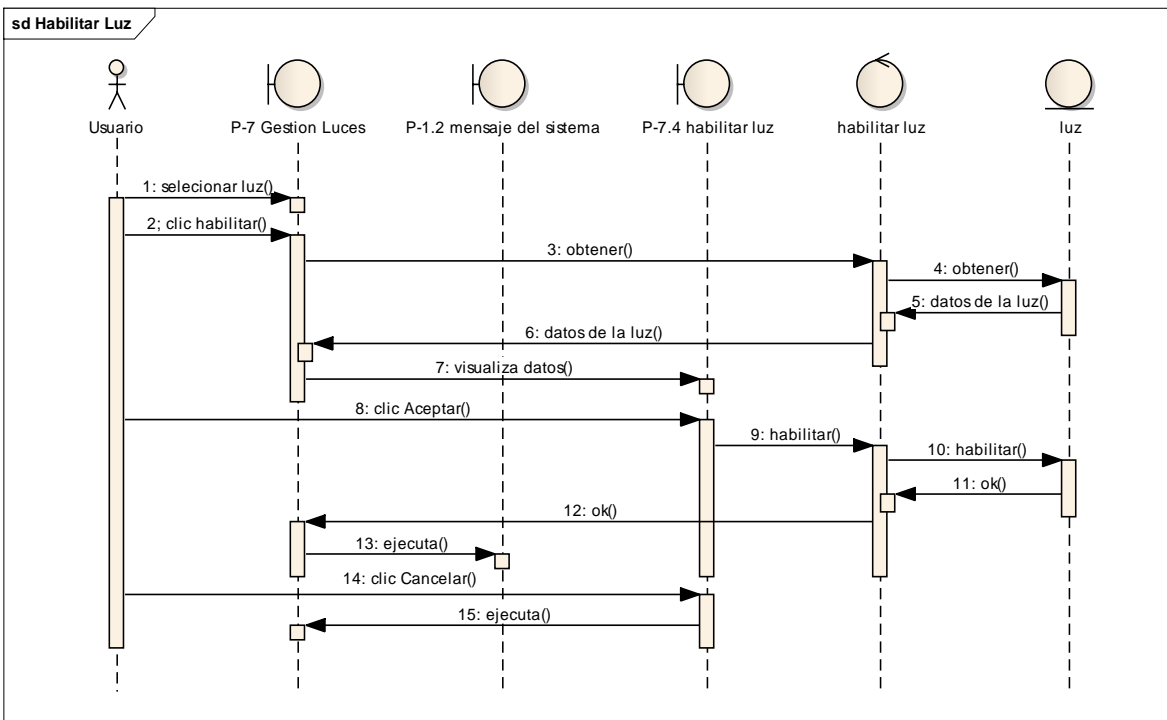 sd Habilitar Luz
Usuario
P-7 Gestion Luces
P-1.2 mensaje del sistema
P-7.4 habilitar luz
habilitar luz
luz
1: selecionar luz()
2; clic habilitar()
3: obtener()
4: obtener()
5: datos de la luz()
6: datos de la luz()
7: visualiza datos()
8: clic Aceptar()
9: habilitar()
10: habilitar()
11: ok()
12: ok()
13: ejecuta()
14: clic Cancelar()
15: ejecuta()